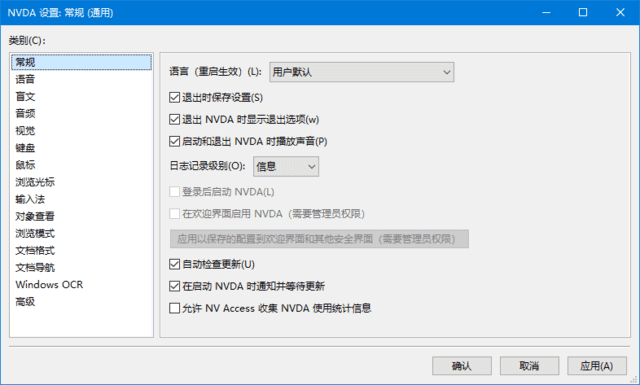 NVDA 设置: 常规 (通用)
类别(C):
常规
语音
盲文
音频
视觉
键盘
鼠标
浏览光标
输入法
对象查看
浏览模式
文档格式
文档导航
Windows OCR
高级
语言（重启生效）(L): 用户默认
退出时保存设置(S)
退出 NVDA 时显示退出选项(w)
启动和退出 NVDA 时播放声音(P)
日志记录级别(O): 信息
登录后启动 NVDA(L)
在欢迎界面启用 NVDA（需要管理员权限）
应用以保存的配置到欢迎界面和其他安全界面（需要管理员权限）
自动检查更新(U)
在启动 NVDA 时通知并等待更新
允许 NV Access 收集 NVDA 使用统计信息
确认 取消 应用(A)